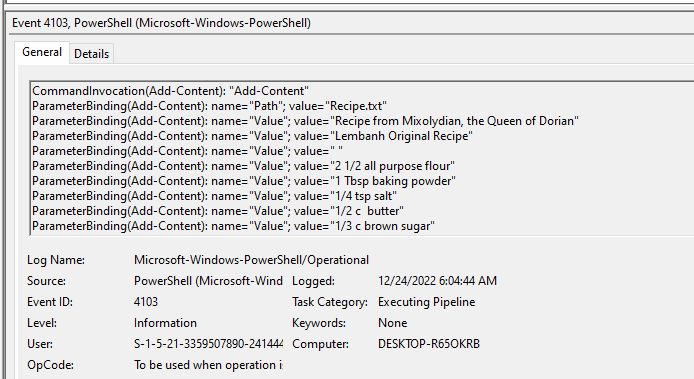 Event 4103, PowerShell (Microsoft-Windows-PowerShell)
General Details
CommandInvocation(Add-Content): "Add-Content"
ParameterBinding(Add-Content): name="Path"; value="Recipe.txt"
ParameterBinding(Add-Content): name="Value"; value="Recipe from Mixolydian, the Queen of Dorian"
ParameterBinding(Add-Content): name="Value"; value="Lembanh Original Recipe"
ParameterBinding(Add-Content): name="Value"; value=" "
ParameterBinding(Add-Content): name="Value"; value="2 1/2 all purpose flour"
ParameterBinding(Add-Content): name="Value"; value="1 Tbsp baking powder"
ParameterBinding(Add-Content): name="Value"; value="1/4 tsp salt"
ParameterBinding(Add-Content): name="Value"; value="1/2 c  butter"
ParameterBinding(Add-Content): name="Value"; value="1/3 c brown sugar"
Log Name: Microsoft-Windows-PowerShell/Operational
Source: PowerShell (Microsoft-Wind Logged: 12/24/2022 6:04:44 AM
Event ID: 4103 Task Category: Executing Pipeline
Level: Information Keywords: None
User: S-1-5-21-3359507890-241444 Computer: DESKTOP-R65OKRB
OpCode: To be used when operation i